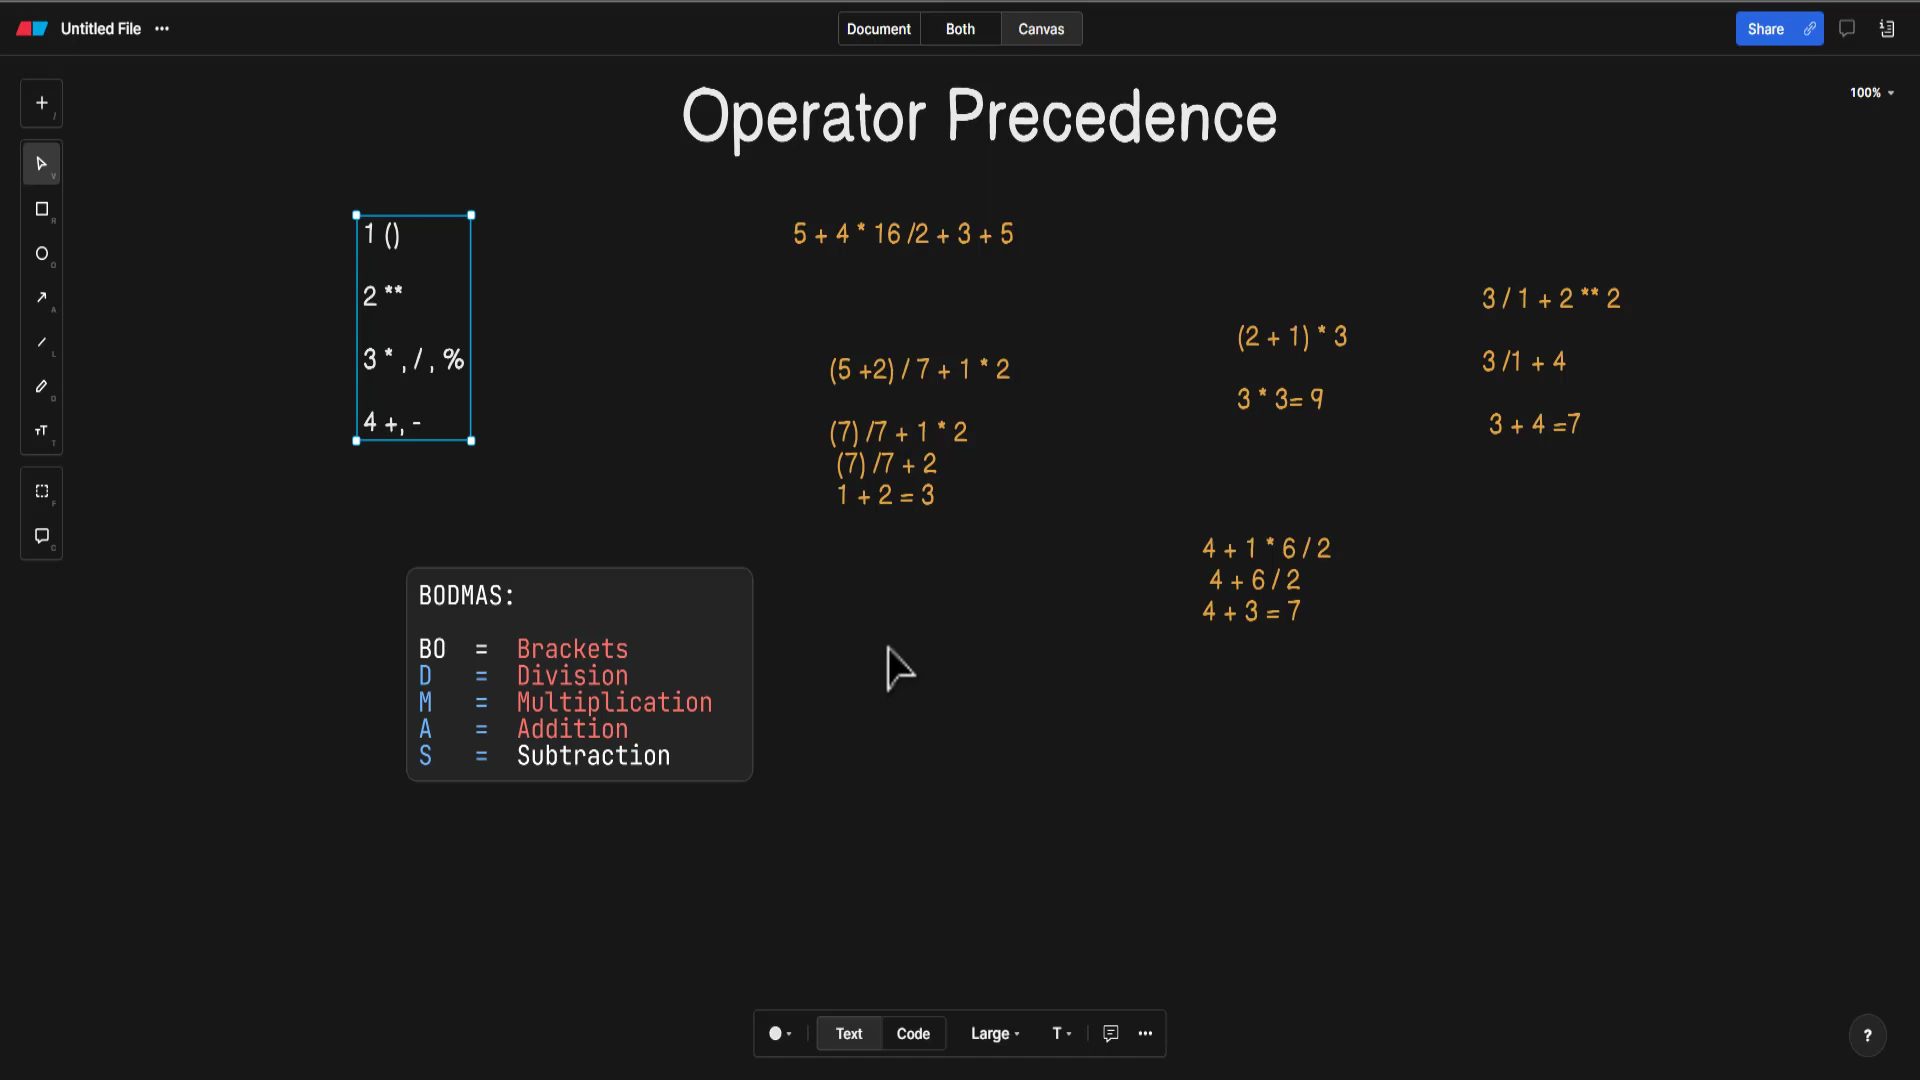 Untitled File ...
Document Both Canvas
Share
100%
Operator Precedence
1 ()
2 **
3 * , / , %
4 +, -
5 + 4 * 16 /2 + 3 + 5
(5 +2) / 7 + 1 * 2
(7) /7 + 1 * 2
(7) /7 + 2
1 + 2 = 3
(2 + 1) * 3
3 * 3= 9
3 / 1 + 2 ** 2
3 /1 + 4
3 + 4 =7
4 + 1 * 6 / 2
4 + 6 / 2
4 + 3 = 7
BODMAS:
BO = Brackets
D = Division
M = Multiplication
A = Addition
S = Subtraction
Text Code Large T ...
?